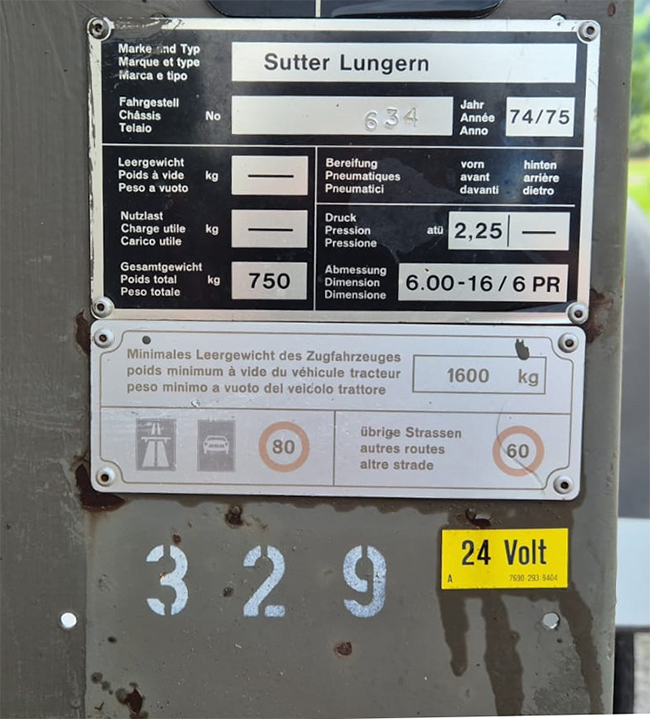 Marke und Typ
Marque et type
Marca e tipo
Sutter Lungern
Fahrgestell
Châssis No
Telaio
634
Jahr
Année
Anno
74/75
Leergewicht
Poids à vide kg
Peso a vuoto
—
Nutzlast
Charge utile kg
Carico utile
—
Gesamtgewicht
Poids total kg
Peso totale
750
Bereifung vorn hinten
Pneumatiques avant arrière
Pneumatici davanti dietro
Druck
Pression atü
Pressione
2,25 —
Abmessung
Dimension
Dimensione
6.00-16 / 6 PR
Minimales Leergewicht des Zugfahrzeuges
poids minimum à vide du véhicule tracteur
peso minimo a vuoto del veicolo trattore
1600 kg
80
übrige Strassen
autres routes
altre strade
60
329
24 Volt
A 7690 293 6404